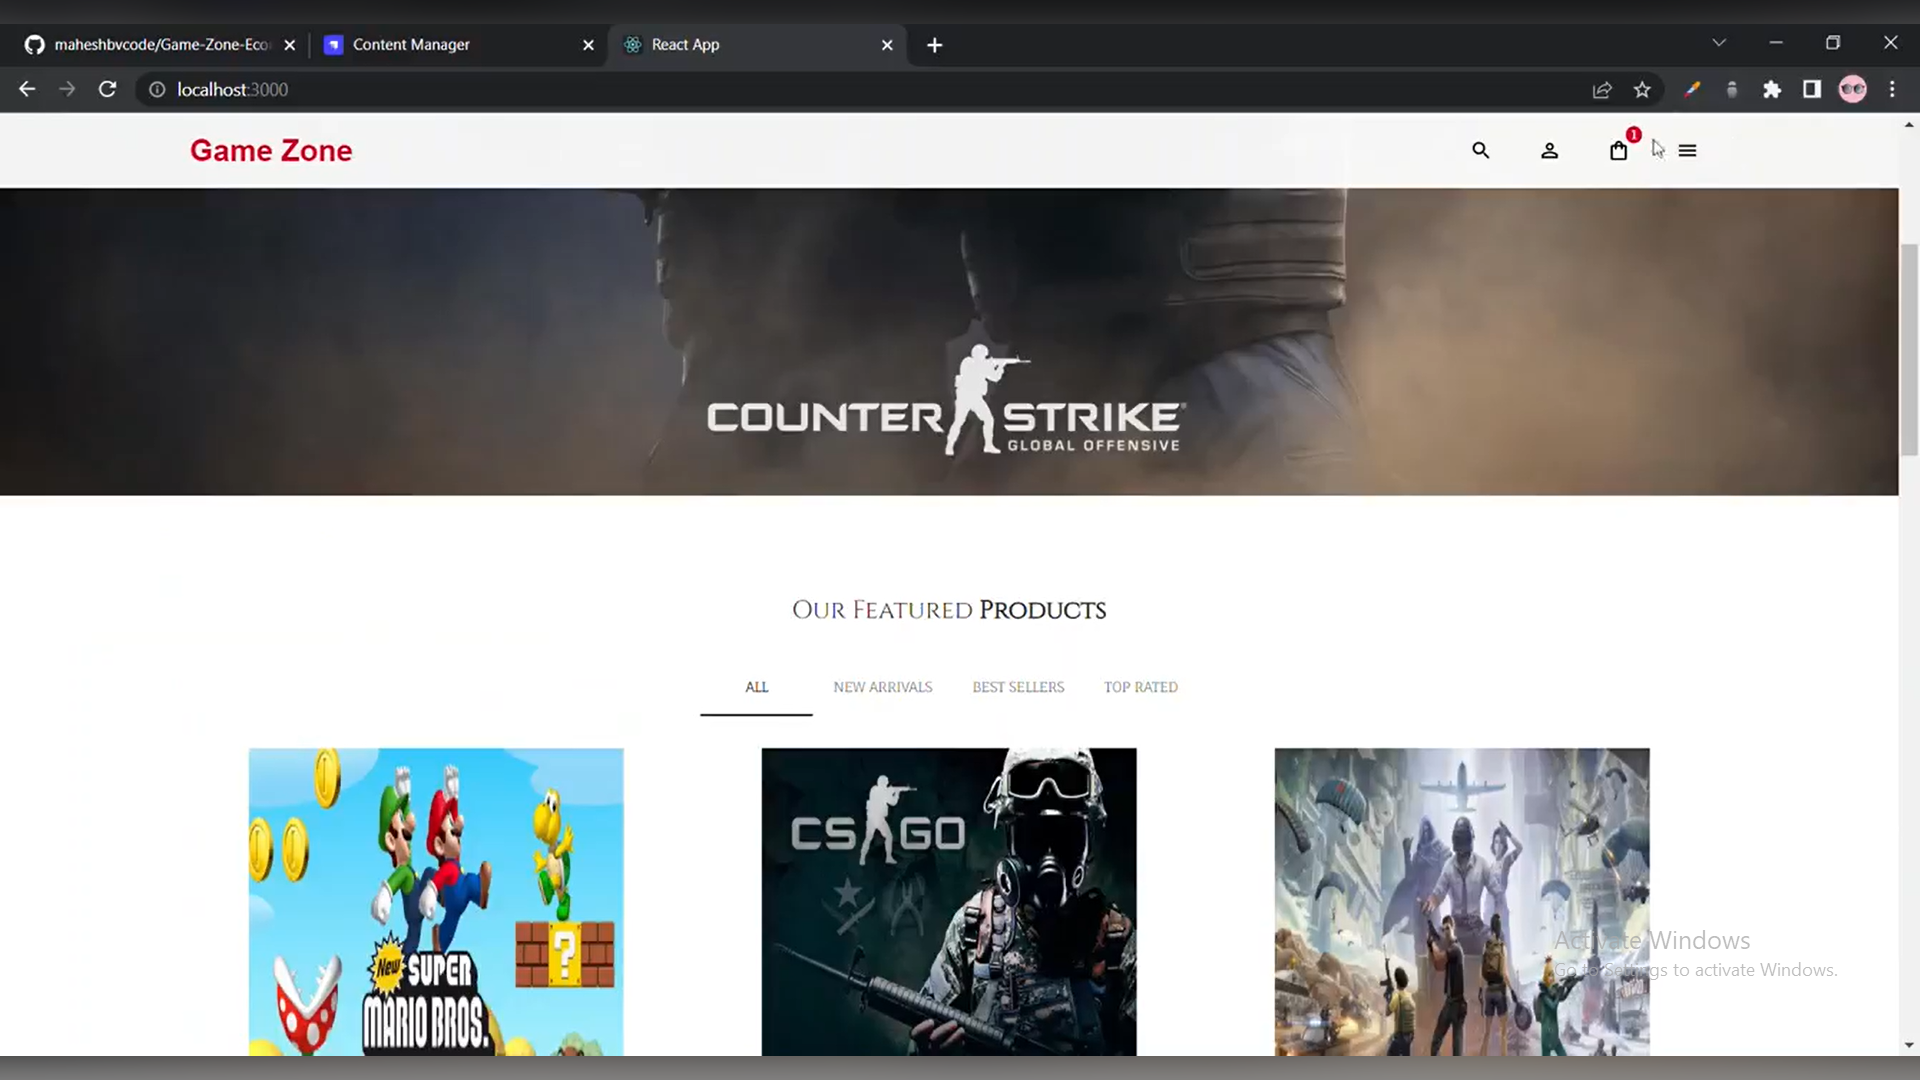 maheshbvcode/Game-Zone-Eco
Content Manager
React App
localhost:3000
Game Zone
1
COUNTER STRIKE
GLOBAL OFFENSIVE
OUR FEATURED PRODUCTS
ALL
NEW ARRIVALS
BEST SELLERS
TOP RATED
New SUPER
MARIO BROS.
?
CS GO
Activate Windows
Go to Settings to activate Windows.